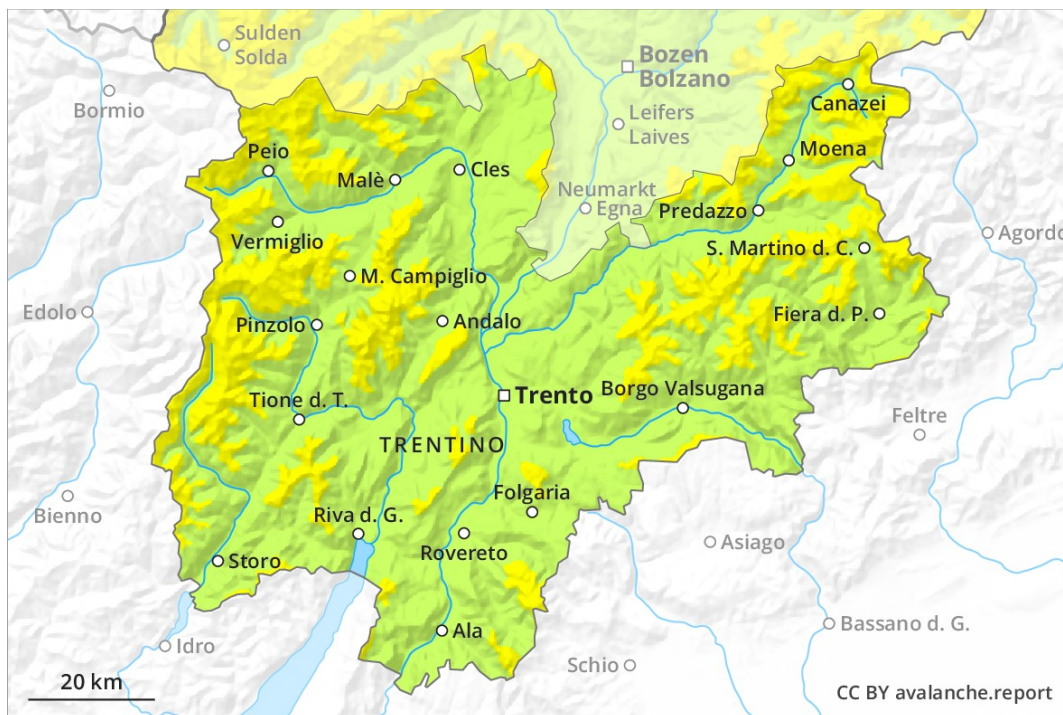 Sulden
Solda
Bozen
Bolzano
Bormio
Canazei
Leifers
Laives
Peio
Malè
Cles
Moena
Neumarkt
Egna
Predazzo
Vermiglio
Agordo
S. Martino d. C.
M. Campiglio
Edolo
Pinzolo
Andalo
Fiera d. P.
Trento
Borgo Valsugana
Tione d. T.
Feltre
TRENTINO
Folgaria
Bienno
Riva d. G.
Asiago
Rovereto
Storo
Bassano d. G.
Ala
Idro
Schio
20 km
CC BY avalanche.report